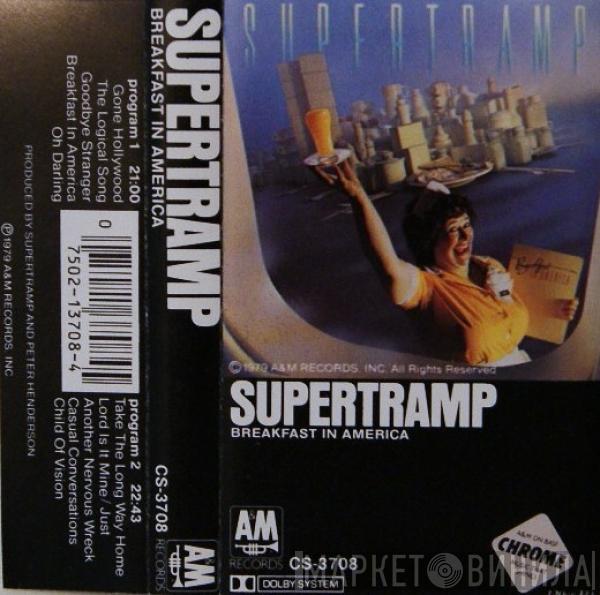 PRODUCED BY SUPERTRAMP AND PETER HENDERSON
℗1979 A&M RECORDS, INC
program 1 21:00
Gone Hollywood
The Logical Song
Goodbye Stranger
Breakfast In America
Oh Darling
0 7502-13708-4
program 2 22:43
Take The Long Way Home
Lord Is It Mine/Just
Another Nervous Wreck
Casual Conversations
Child Of Vision
SUPERTRAMP
BREAKFAST IN AMERICA
CS-3708
A&M
RECORDS
SUPERTRAMP
©1979 A&M RECORDS, INC. All Rights Reserved
SUPERTRAMP
BREAKFAST IN AMERICA
A&M
RECORDS CS-3708
DOLBY SYSTEM
A&M ON BASF
CHROME
МАРКЕТ ВИНИЛА